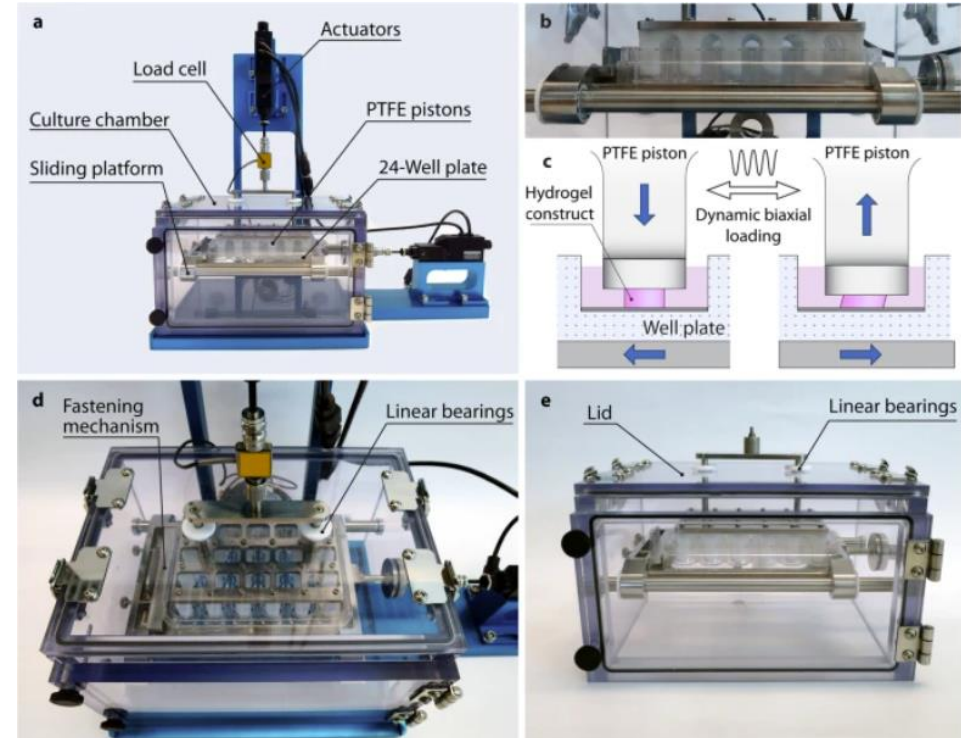 a
Actuators
Load cell
Culture chamber
PTFE pistons
Sliding platform
24-Well plate
b
c
PTFE piston
PTFE piston
Hydrogel
construct
Dynamic biaxial
loading
Well plate
d
Fastening
mechanism
Linear bearings
e
Lid
Linear bearings